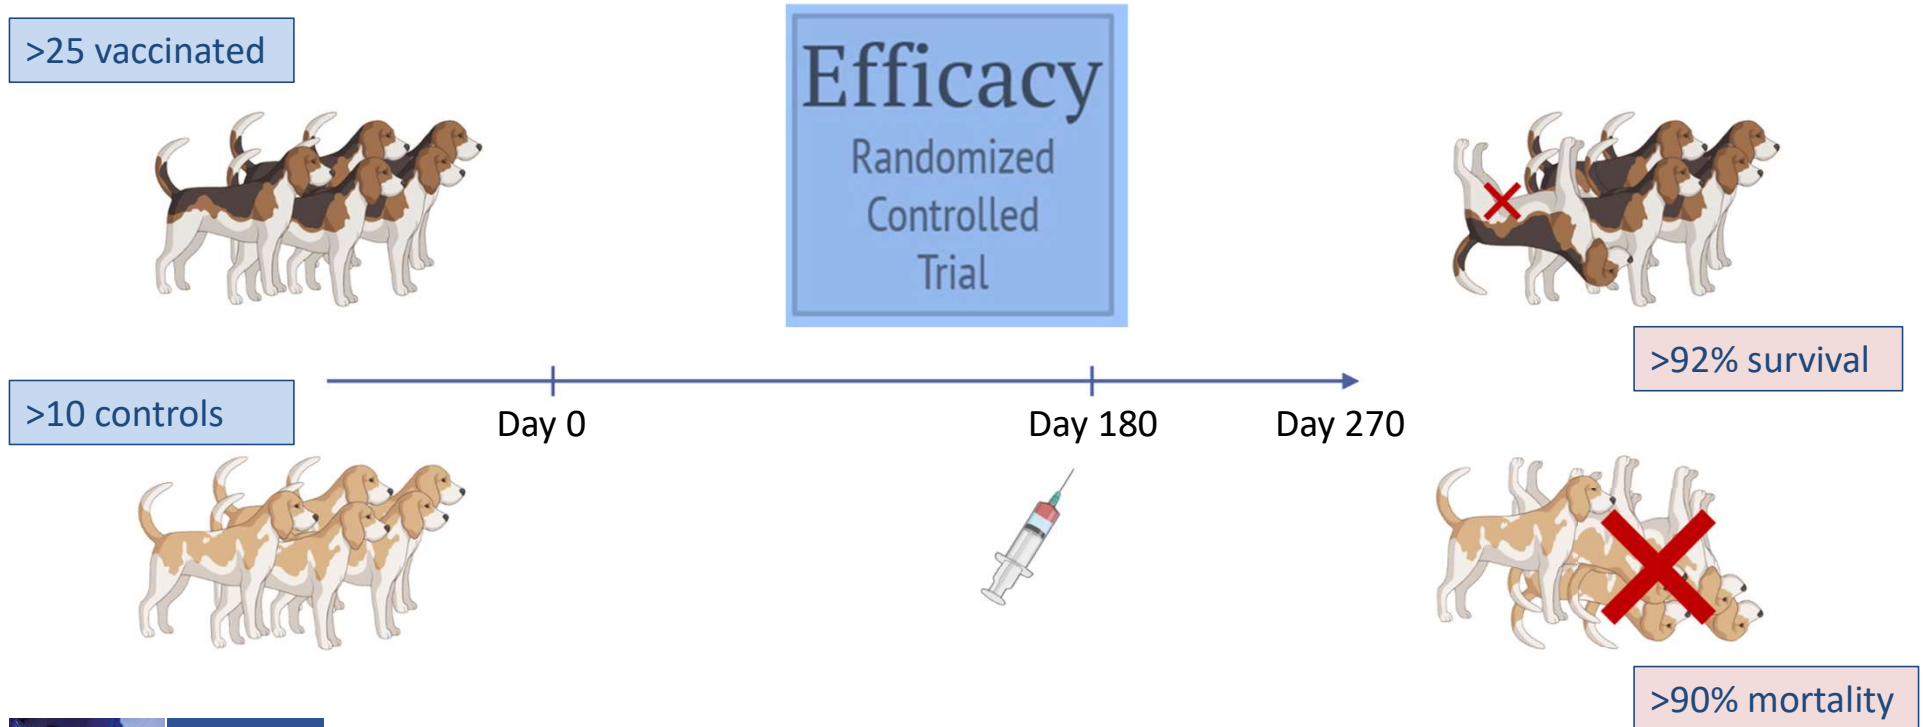 >25 vaccinated
Efficacy
Randomized
Controlled
Trial
>92% survival
>10 controls
Day 0
Day 180
Day 270
>90% mortality